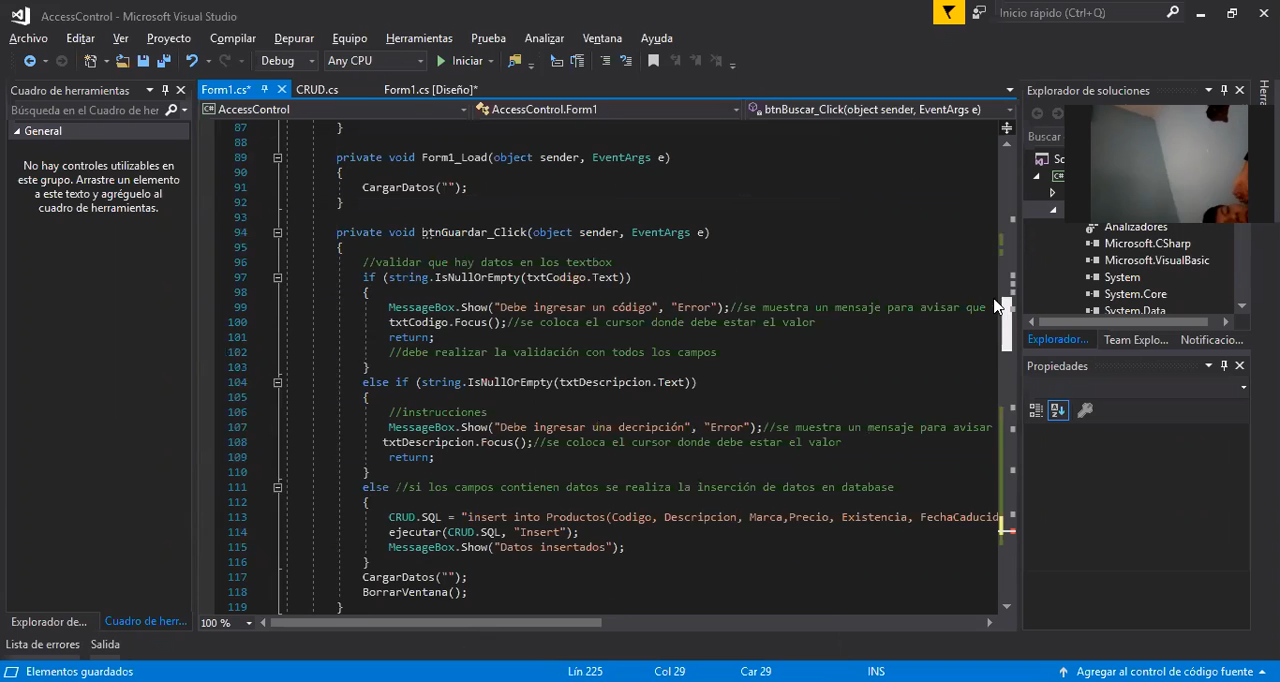 AccessControl - Microsoft Visual Studio
Inicio rápido (Ctrl+Q)
Archivo Editar Ver Proyecto Compilar Depurar Equipo Herramientas Prueba Analizar Ventana Ayuda
Debug Any CPU Iniciar
Cuadro de herramientas
Form1.cs* CRUD.cs Form1.cs [Diseño]*
Explorador de soluciones
Búsqueda en el Cuadro de her
AccessControl AccessControl.Form1 btnBuscar_Click(object sender, EventArgs e)
General
No hay controles utilizables en
este grupo. Arrastre un elemento
a este texto y agréguelo al
cuadro de herramientas.
87 }
88
89 private void Form1_Load(object sender, EventArgs e)
90 {
91 CargarDatos("");
92 }
93
94 private void btnGuardar_Click(object sender, EventArgs e)
95 {
96 //validar que hay datos en los textbox
97 if (string.IsNullOrEmpty(txtCodigo.Text))
98 {
99 MessageBox.Show("Debe ingresar un código", "Error");//se muestra un mensaje para avisar que
100 txtCodigo.Focus();//se coloca el cursor donde debe estar el valor
101 return;
102 //debe realizar la validación con todos los campos
103 }
104 else if (string.IsNullOrEmpty(txtDescripcion.Text))
105 {
106 //instrucciones
107 MessageBox.Show("Debe ingresar una decripción", "Error");//se muestra un mensaje para avisar
108 txtDescripcion.Focus();//se coloca el cursor donde debe estar el valor
109 return;
110 }
111 else //si los campos contienen datos se realiza la inserción de datos en database
112 {
113 CRUD.SQL = "insert into Productos(Codigo, Descripcion, Marca,Precio, Existencia, FechaCaducid
114 ejecutar(CRUD.SQL, "Insert");
115 MessageBox.Show("Datos insertados");
116 }
117 CargarDatos("");
118 BorrarVentana();
119 }
Buscar
So
C#
Analizadores
Microsoft.CSharp
Microsoft.VisualBasic
System
System.Core
System.Data
Explorador... Team Explo... Notificacio...
Propiedades
100 %
Explorador de... Cuadro de herr...
Lista de errores Salida
Elementos guardados Lín 225 Col 29 Car 29 INS Agregar al control de código fuente